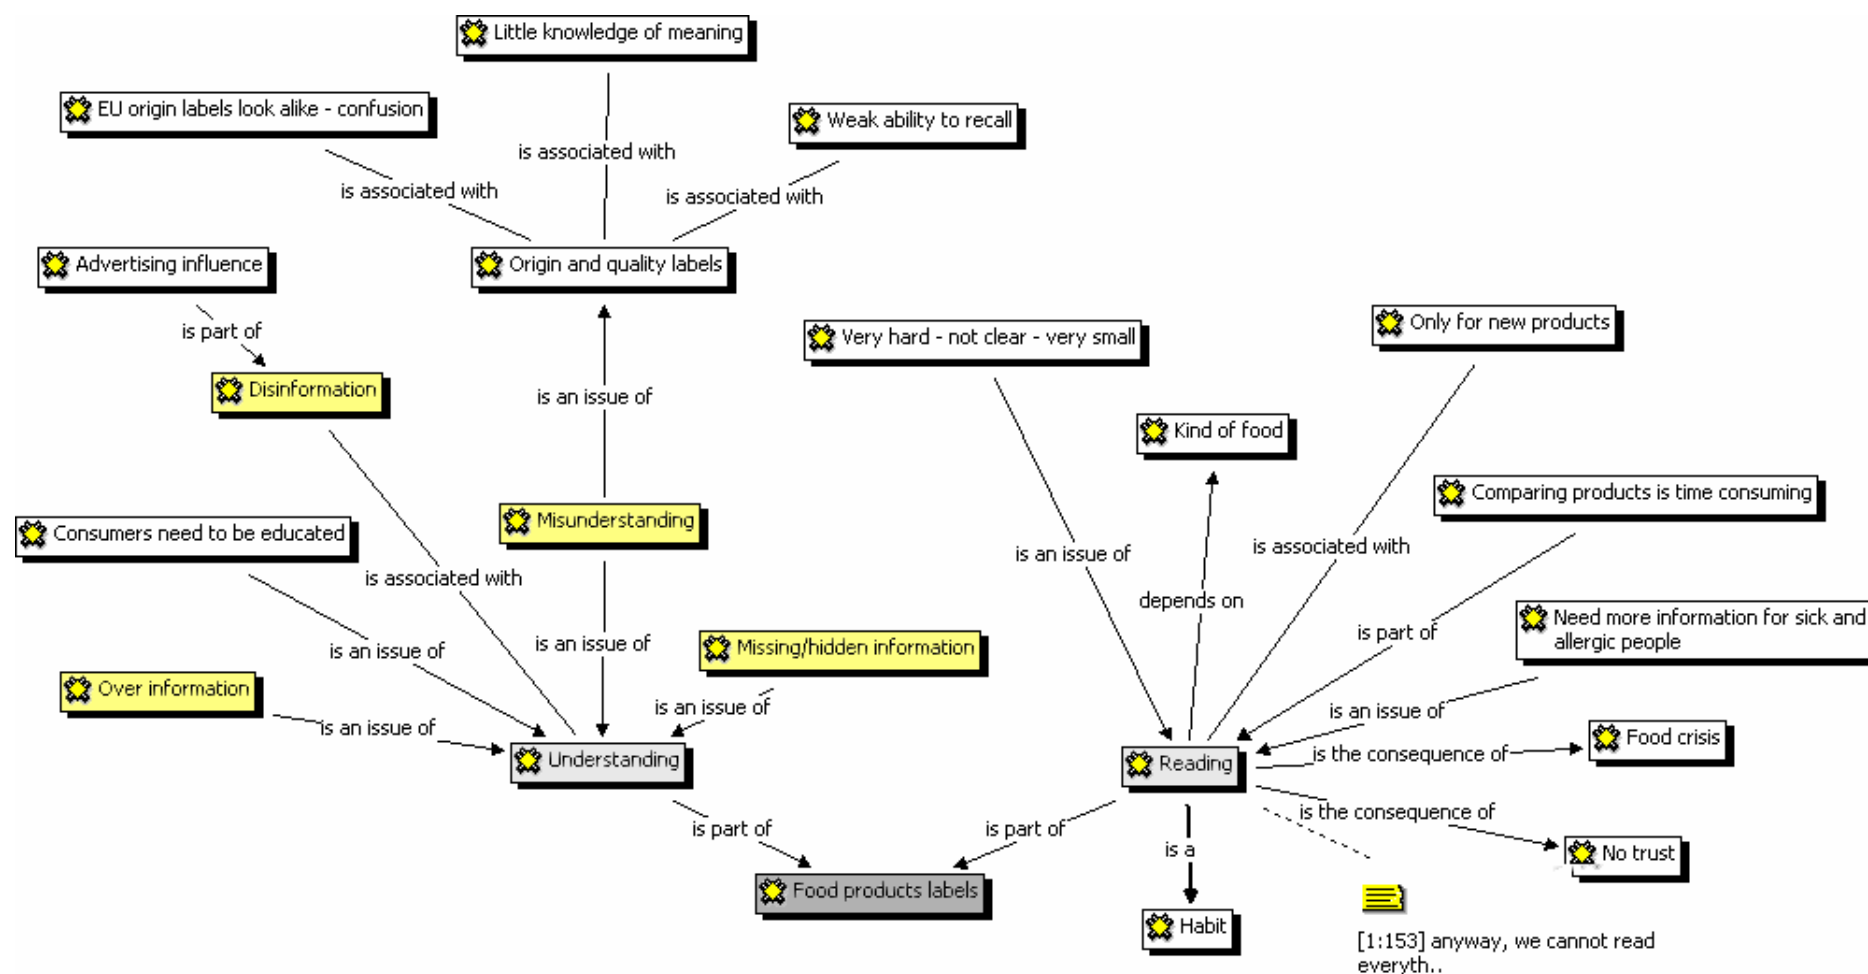 Little knowledge of meaning
EU origin labels look alike - confusion
Weak ability to recall
is associated with
is associated with
is associated with
Advertising influence
Origin and quality labels
is part of
Very hard - not clear - very small
Only for new products
Disinformation
is an issue of
Kind of food
Comparing products is time consuming
Consumers need to be educated
Misunderstanding
is an issue of
is associated with
is associated with
depends on
Need more information for sick and
allergic people
is an issue of
is an issue of
is part of
Missing/hidden information
Over information
is an issue of
is an issue of
is an issue of
Food crisis
is the consequence of
Understanding
Reading
is the consequence of
is part of
is part of
is a
No trust
Food products labels
Habit
[1:153] anyway, we cannot read
everyth..